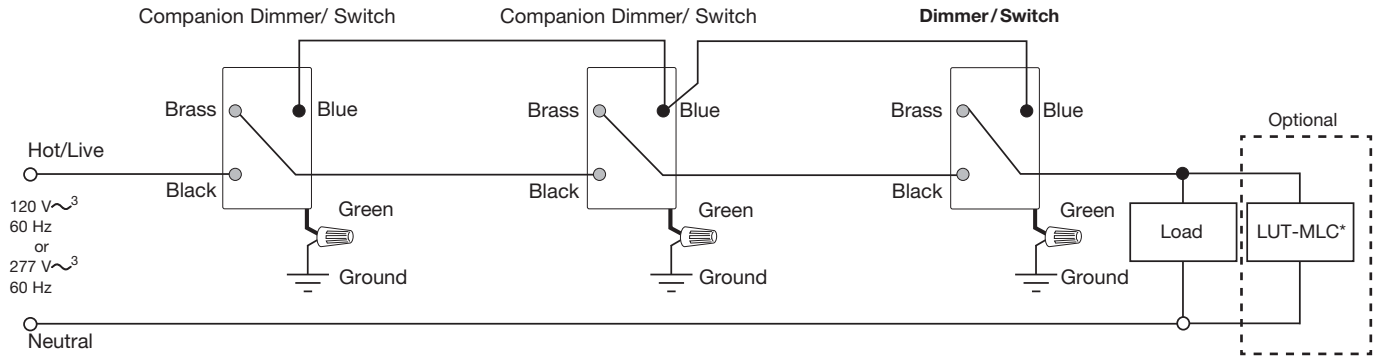 Companion Dimmer/ Switch
Companion Dimmer/ Switch
Dimmer/Switch
Brass
Blue
Brass
Blue
Brass
Blue
Optional
Hot/Live
Black
Black
Black
120 V~3
60 Hz
or
277 V~3
60 Hz
Green
Green
Green
Load
LUT-MLC*
Ground
Ground
Ground
Neutral